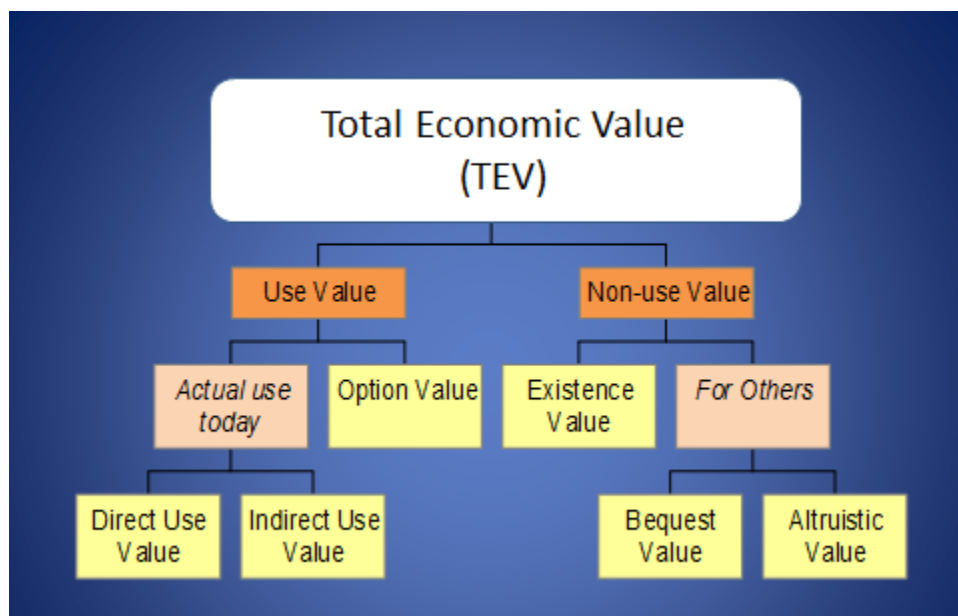 Total Economic Value
(TEV)
Use Value
Non-use Value
Actual use
today
Option Value
Existence
Value
For Others
Direct Use
Value
Indirect Use
Value
Bequest
Value
Altruistic
Value